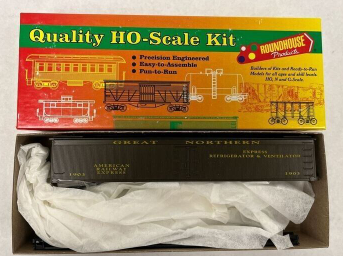 Quality HO-Scale Kit
• Precision Engineered
• Easy-to-Assemble
• Fun-to-Run
ROUNDHOUSE
Products
Builders of Kits and Ready-to-Run
Models for all ages and skill levels.
HO, N and G Scale.
GREAT NORTHERN
EXPRESS
REFRIGERATOR & VENTILATOR
AMERICAN
RAILWAY
EXPRESS
1903
1903